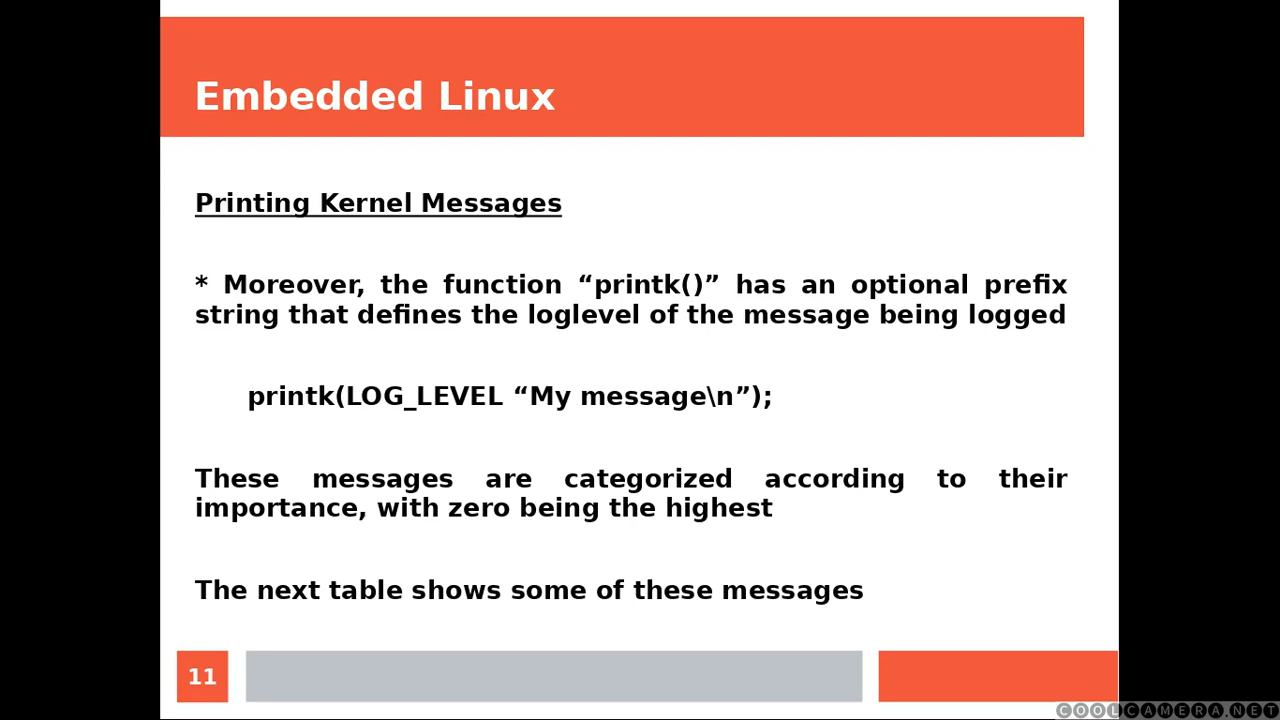 Embedded Linux
Printing Kernel Messages
* Moreover, the function “printk()” has an optional prefix
string that defines the loglevel of the message being logged
printk(LOG_LEVEL “My message\n”);
These messages are categorized according to their
importance, with zero being the highest
The next table shows some of these messages
11
COOLCAMERA.NET